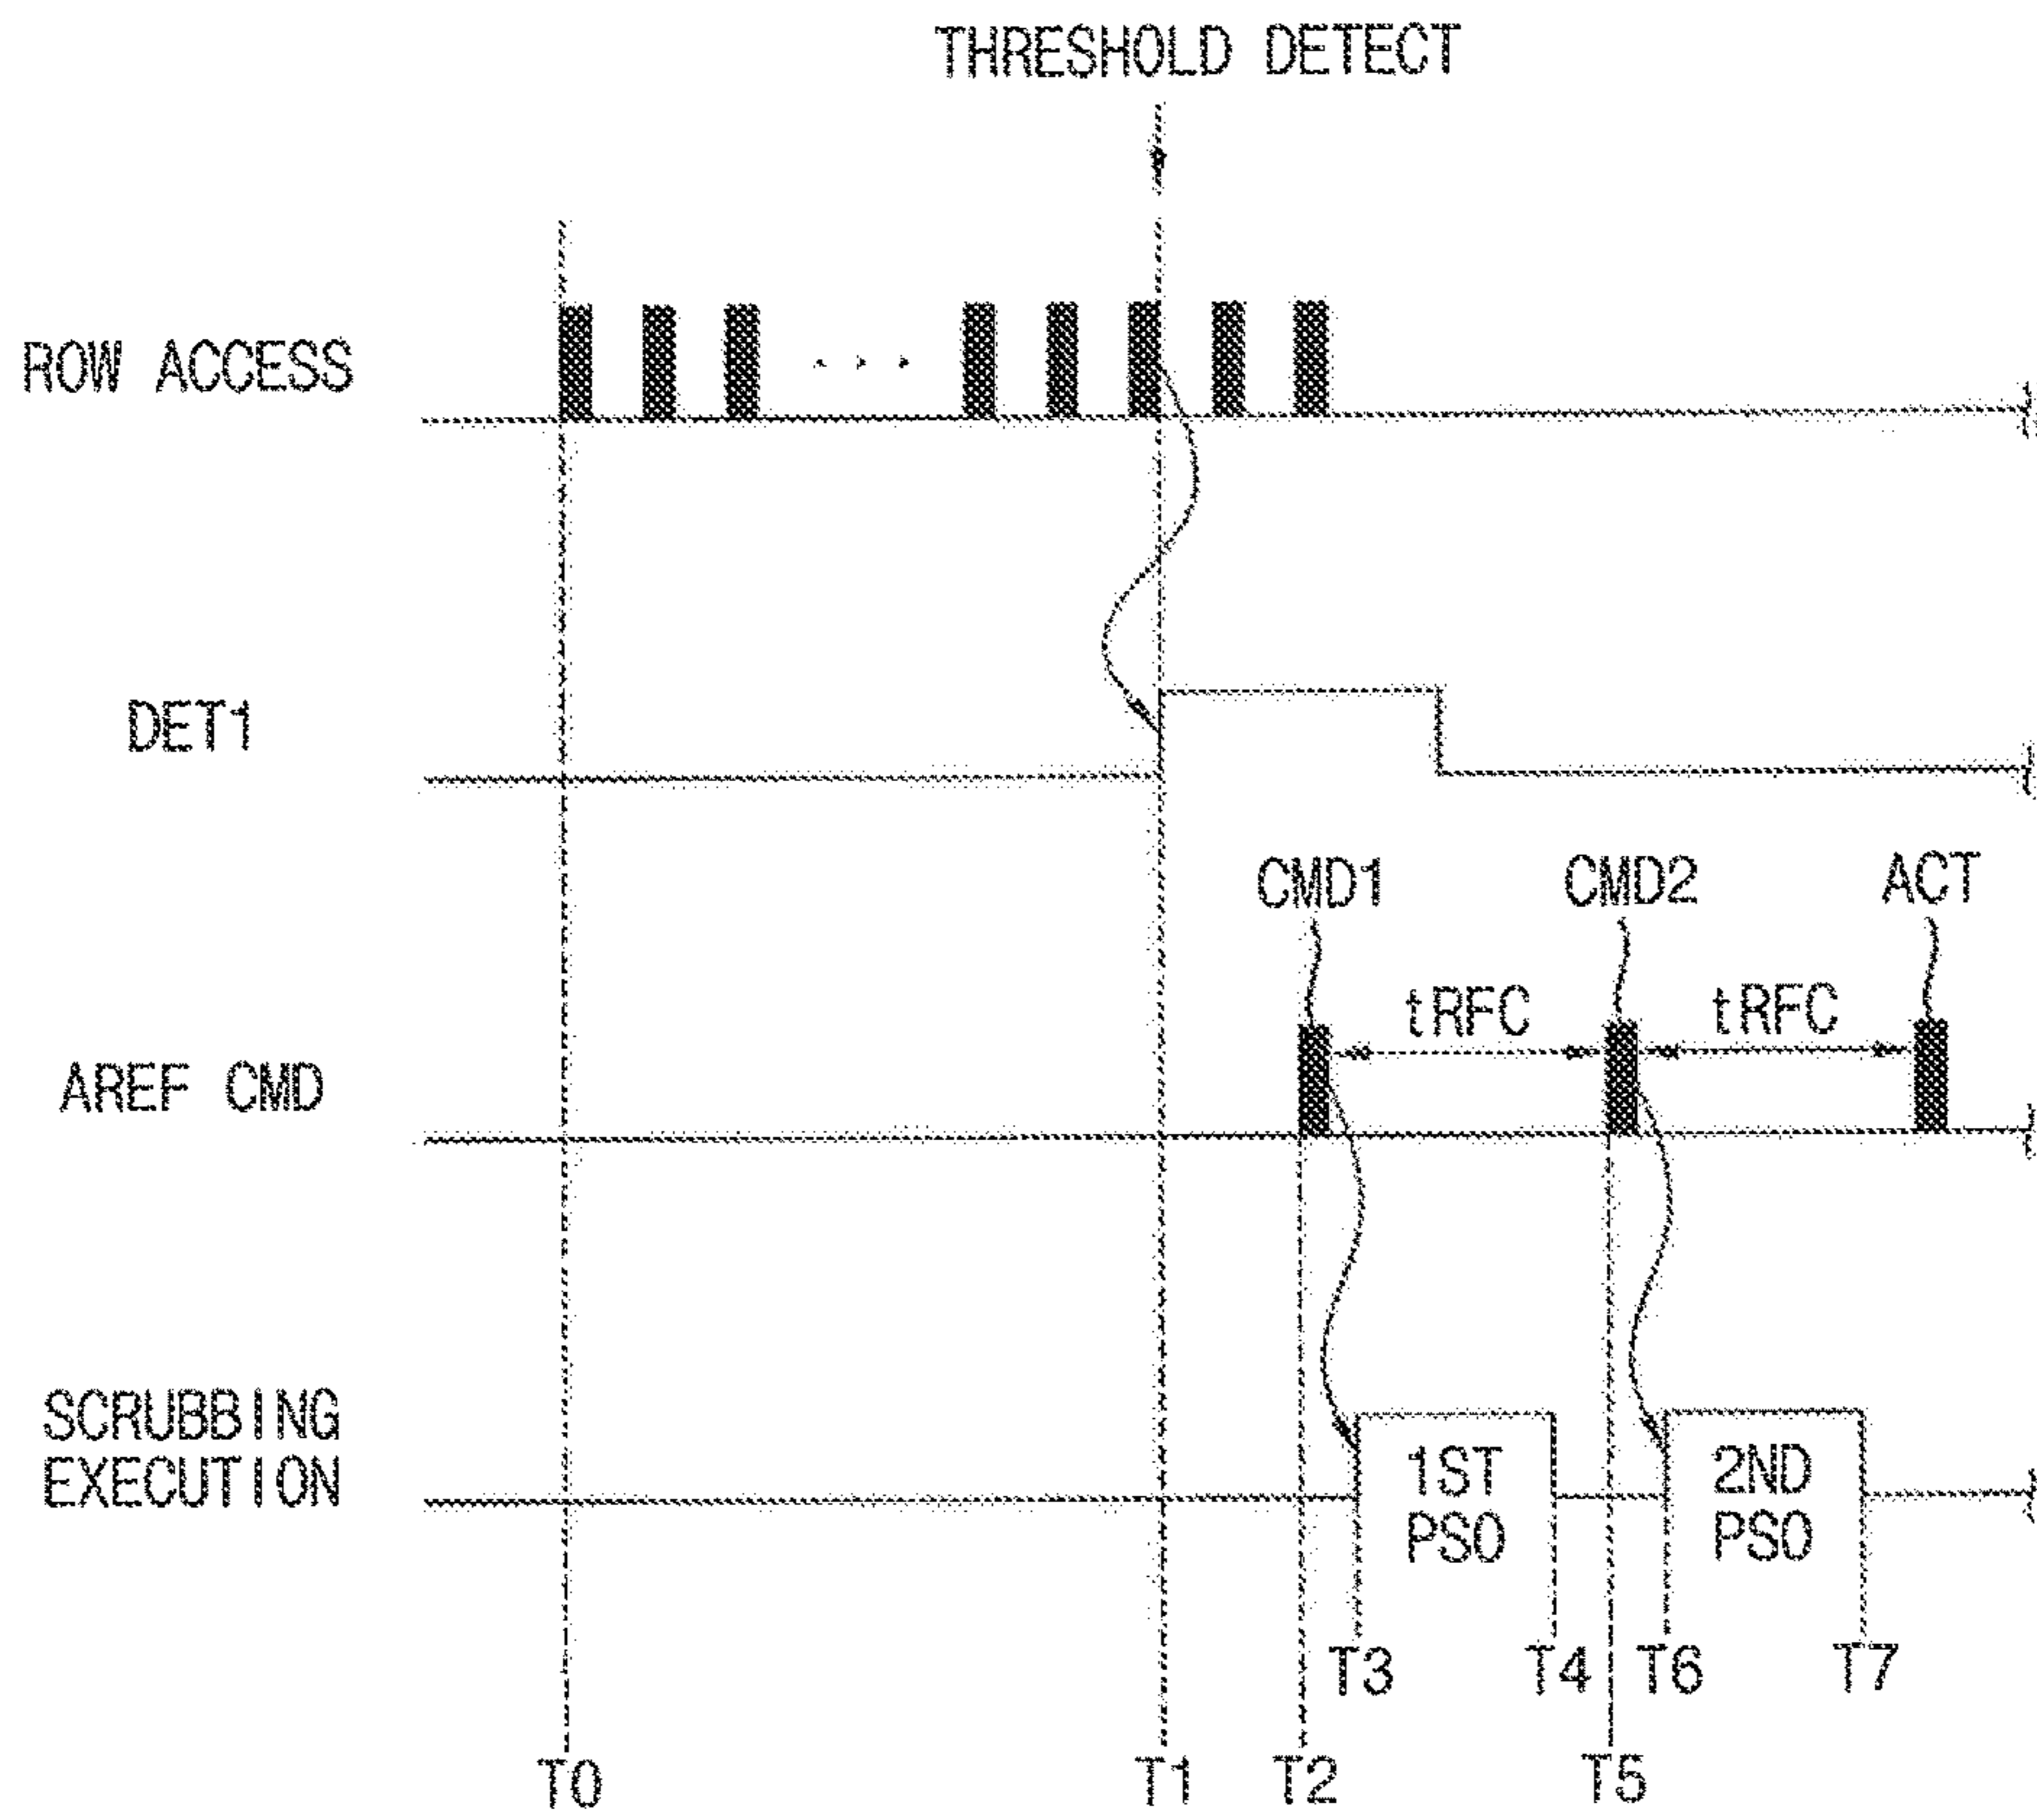 THRESHOLD DETECT
ROW ACCESS
DET1
CMD1 CMD2 ACT
tRFC tRFC
AREF CMD
SCRUBBING
EXECUTION
1ST
PSO
2ND
PSO
T3 T4 T6 T7
T0 T1 T2 T5